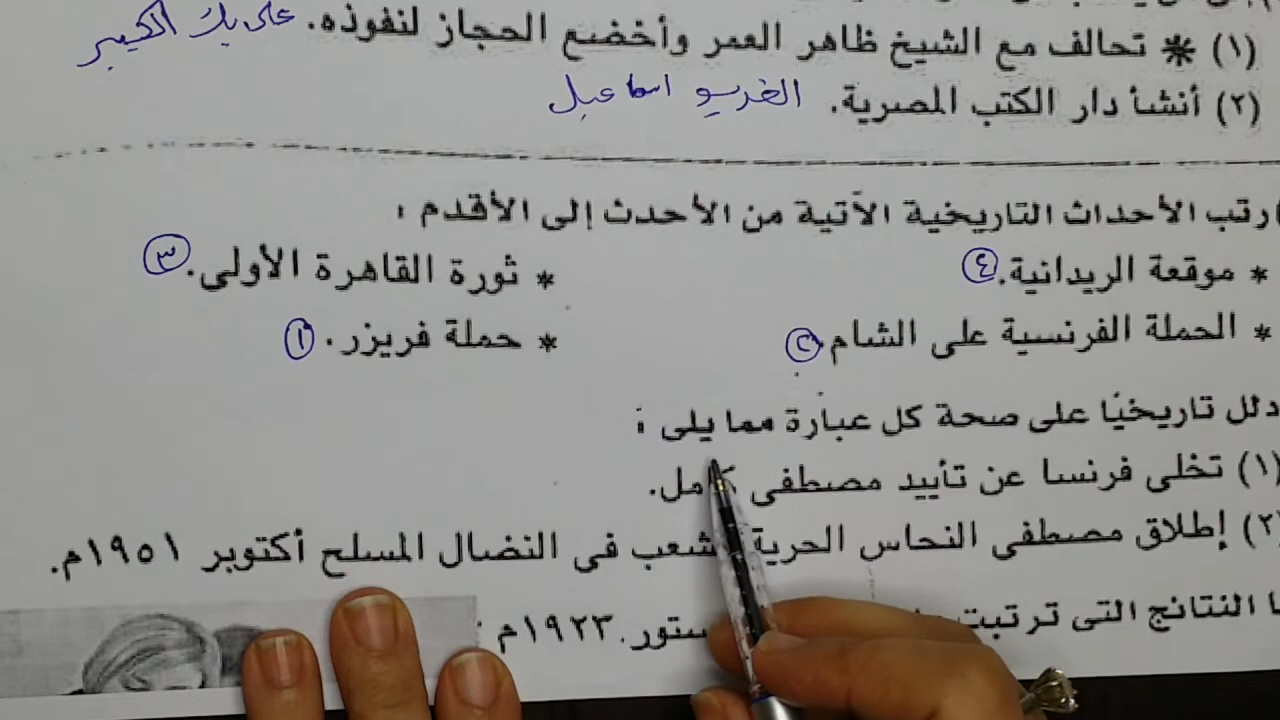 (١) * تحالف مع الشيخ ظاهر العمر وأخضع الحجاز لنفوذه. على بك الكبير
(٢) أنشأ دار الكتب المصرية. الخديو اسماعيل
رتب الأحداث التاريخية الآتية من الأحدث إلى الأقدم :
* موقعة الريدانية. ٤ * ثورة القاهرة الأولى. ٣
* الحملة الفرنسية على الشام ٢ * حملة فريزر. ١
دلل تاريخيًا على صحة كل عبارة مما يلى :
(١) تخلى فرنسا عن تأييد مصطفى كامل.
(٢) إطلاق مصطفى النحاس الحرية للشعب فى النضال المسلح أكتوبر ١٩٥١م.
النتائج التى ترتبت ستور ١٩٢٣م :